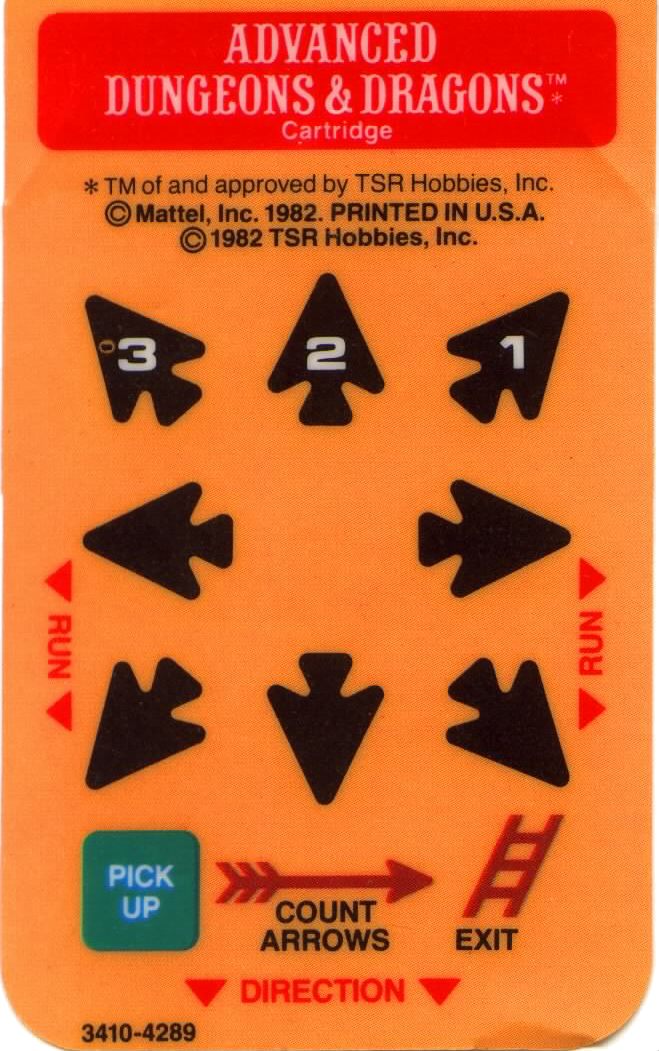 ADVANCED
DUNGEONS & DRAGONS™*
Cartridge
* TM of and approved by TSR Hobbies, Inc.
© Mattel, Inc. 1982. PRINTED IN U.S.A.
© 1982 TSR Hobbies, Inc.
3 2 1
RUN
RUN
PICK
UP
COUNT
ARROWS
EXIT
DIRECTION
3410-4289